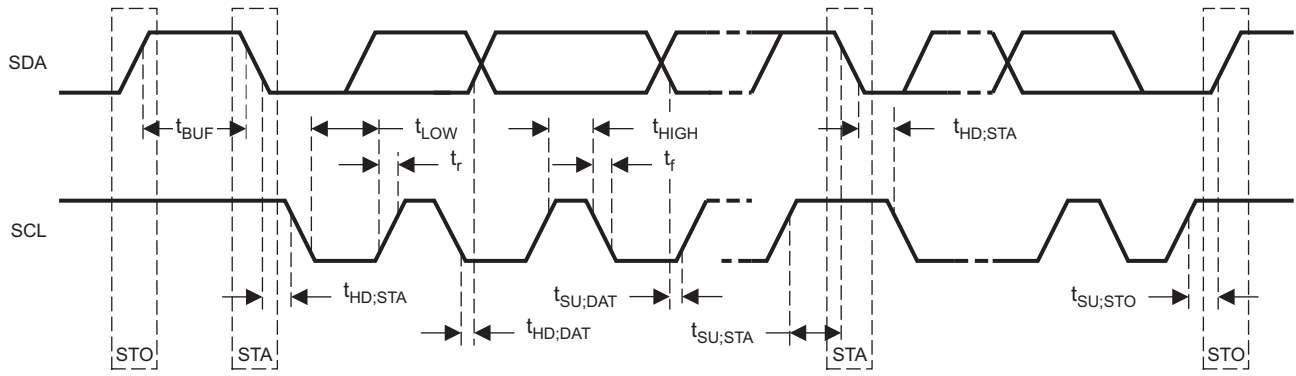 SDA
tBUF
tLOW
tHIGH
tHD;STA
tr
tf
SCL
tHD;STA
tSU;DAT
tSU;STO
tHD;DAT
tSU;STA
STO
STA
STA
STO